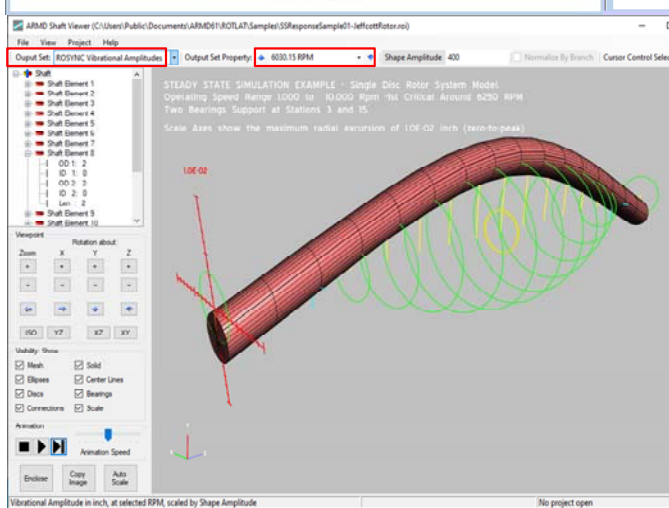 ARMD Shaft Viewer (C:\Users\Public\Documents\ARMD61\ROTLAT\Samples\SSResponseSample01-JeffcottRotor.roi)
File View Project Help
Ouput Set: ROSYNC Vibrational Amplitudes Output Set Property: 6030.15 RPM Shape Amplitude 400 Normalize By Branch Cursor Control Selec
Shaft
Shaft Element 1
Shaft Element 2
Shaft Element 3
Shaft Element 4
Shaft Element 5
Shaft Element 6
Shaft Element 7
Shaft Element 8
OD 1: 2
ID 1: 0
OD 2: 2
ID 2: 0
Len : 2
Shaft Element 9
Shaft Element 10
STEADY STATE SIMULATION EXAMPLE - Single Disc Rotor System Model
Operating Speed Range 1000 to 10,000 Rpm 1st Critical Around 6250 RPM
Two Bearings Support at Stations 3 and 15
Scale Axes show the maximum radial excursion of 1.0E-02 inch (zero-to-peak)
1.0E-02
Viewpoint
Rotation about:
Zoom X Y Z
+ + + +
- - - -
ISO YZ XZ XY
Visibility: Show
Mesh Solid
Ellipses Center Lines
Discs Bearings
Connections Scale
Animation
Animation Speed
Enclose Copy Image Auto Scale
Vibrational Amplitude in inch, at selected RPM, scaled by Shape Amplitude No project open